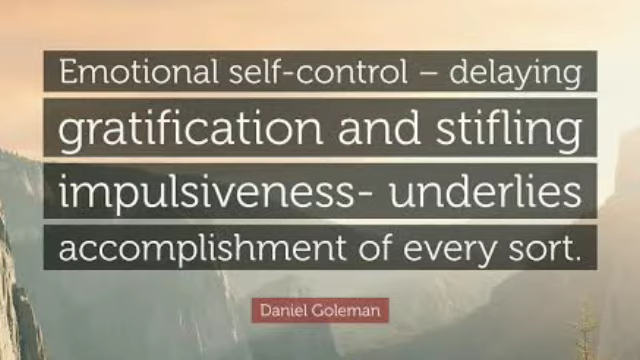 Emotional self-control – delaying
gratification and stifling
impulsiveness- underlies
accomplishment of every sort.
Daniel Goleman